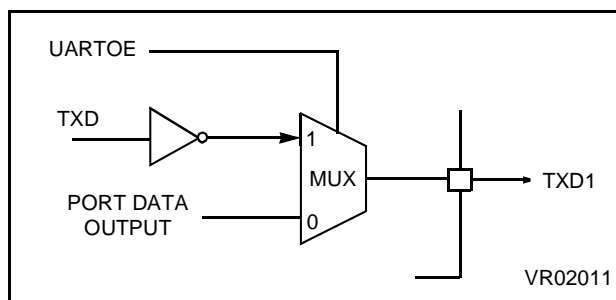 UARTOE
TXD
1
MUX
TXD1
PORT DATA
OUTPUT
0
VR02011